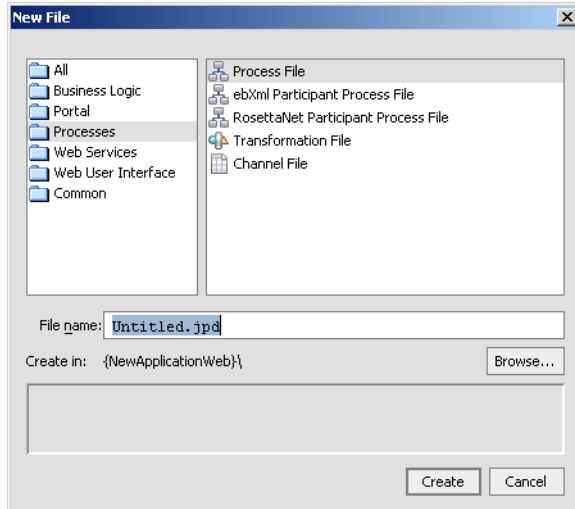 New File
All
Business Logic
Portal
Processes
Web Services
Web User Interface
Common
Process File
ebXml Participant Process File
RosettaNet Participant Process File
Transformation File
Channel File
File name: Untitled.jpd
Create in: {NewApplicationWeb}\
Browse...
Create
Cancel